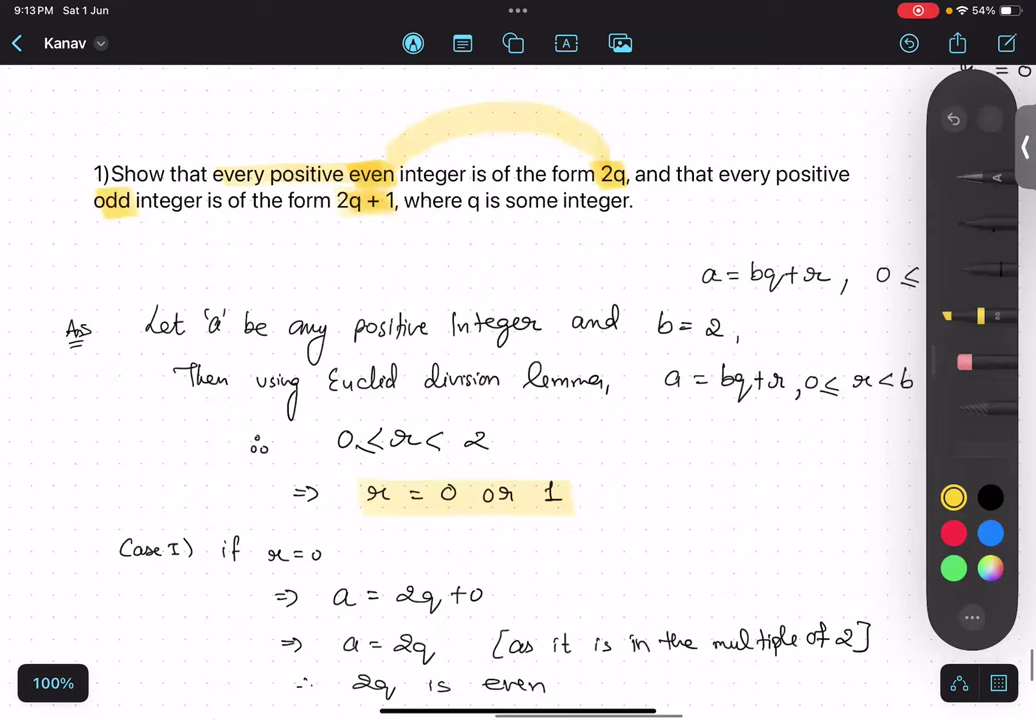 9:13 PM Sat 1 Jun
54%
Kanav
1)Show that every positive even integer is of the form 2q, and that every positive
odd integer is of the form 2q + 1, where q is some integer.
a = bq + r, 0 ≤
Ans Let 'a' be any positive Integer and b = 2,
Then using Euclid division lemma, a = bq + r, 0 ≤ r < b
∴ 0 ≤ r < 2
=> r = 0 or 1
Case I) if r = 0
=> a = 2q + 0
=> a = 2q [as it is in the multiple of 2]
∴ 2q is even
100%